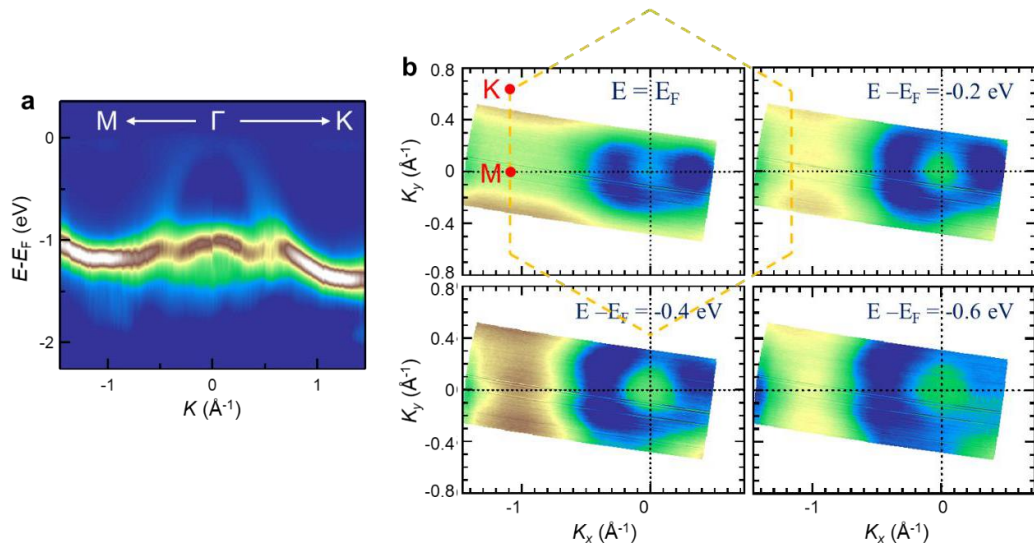 a
M Γ K
0
-1
-2
E-E_F (eV)
-1 0 1
K (Å⁻¹)
b
0.8
0.4
0
-0.4
-0.8
K_y (Å⁻¹)
K
M
E = E_F
E –E_F = -0.2 eV
0.4
0
-0.4
-0.8
K_y (Å⁻¹)
E –E_F = -0.4 eV
E –E_F = -0.6 eV
-1 0
K_x (Å⁻¹)
-1 0
K_x (Å⁻¹)